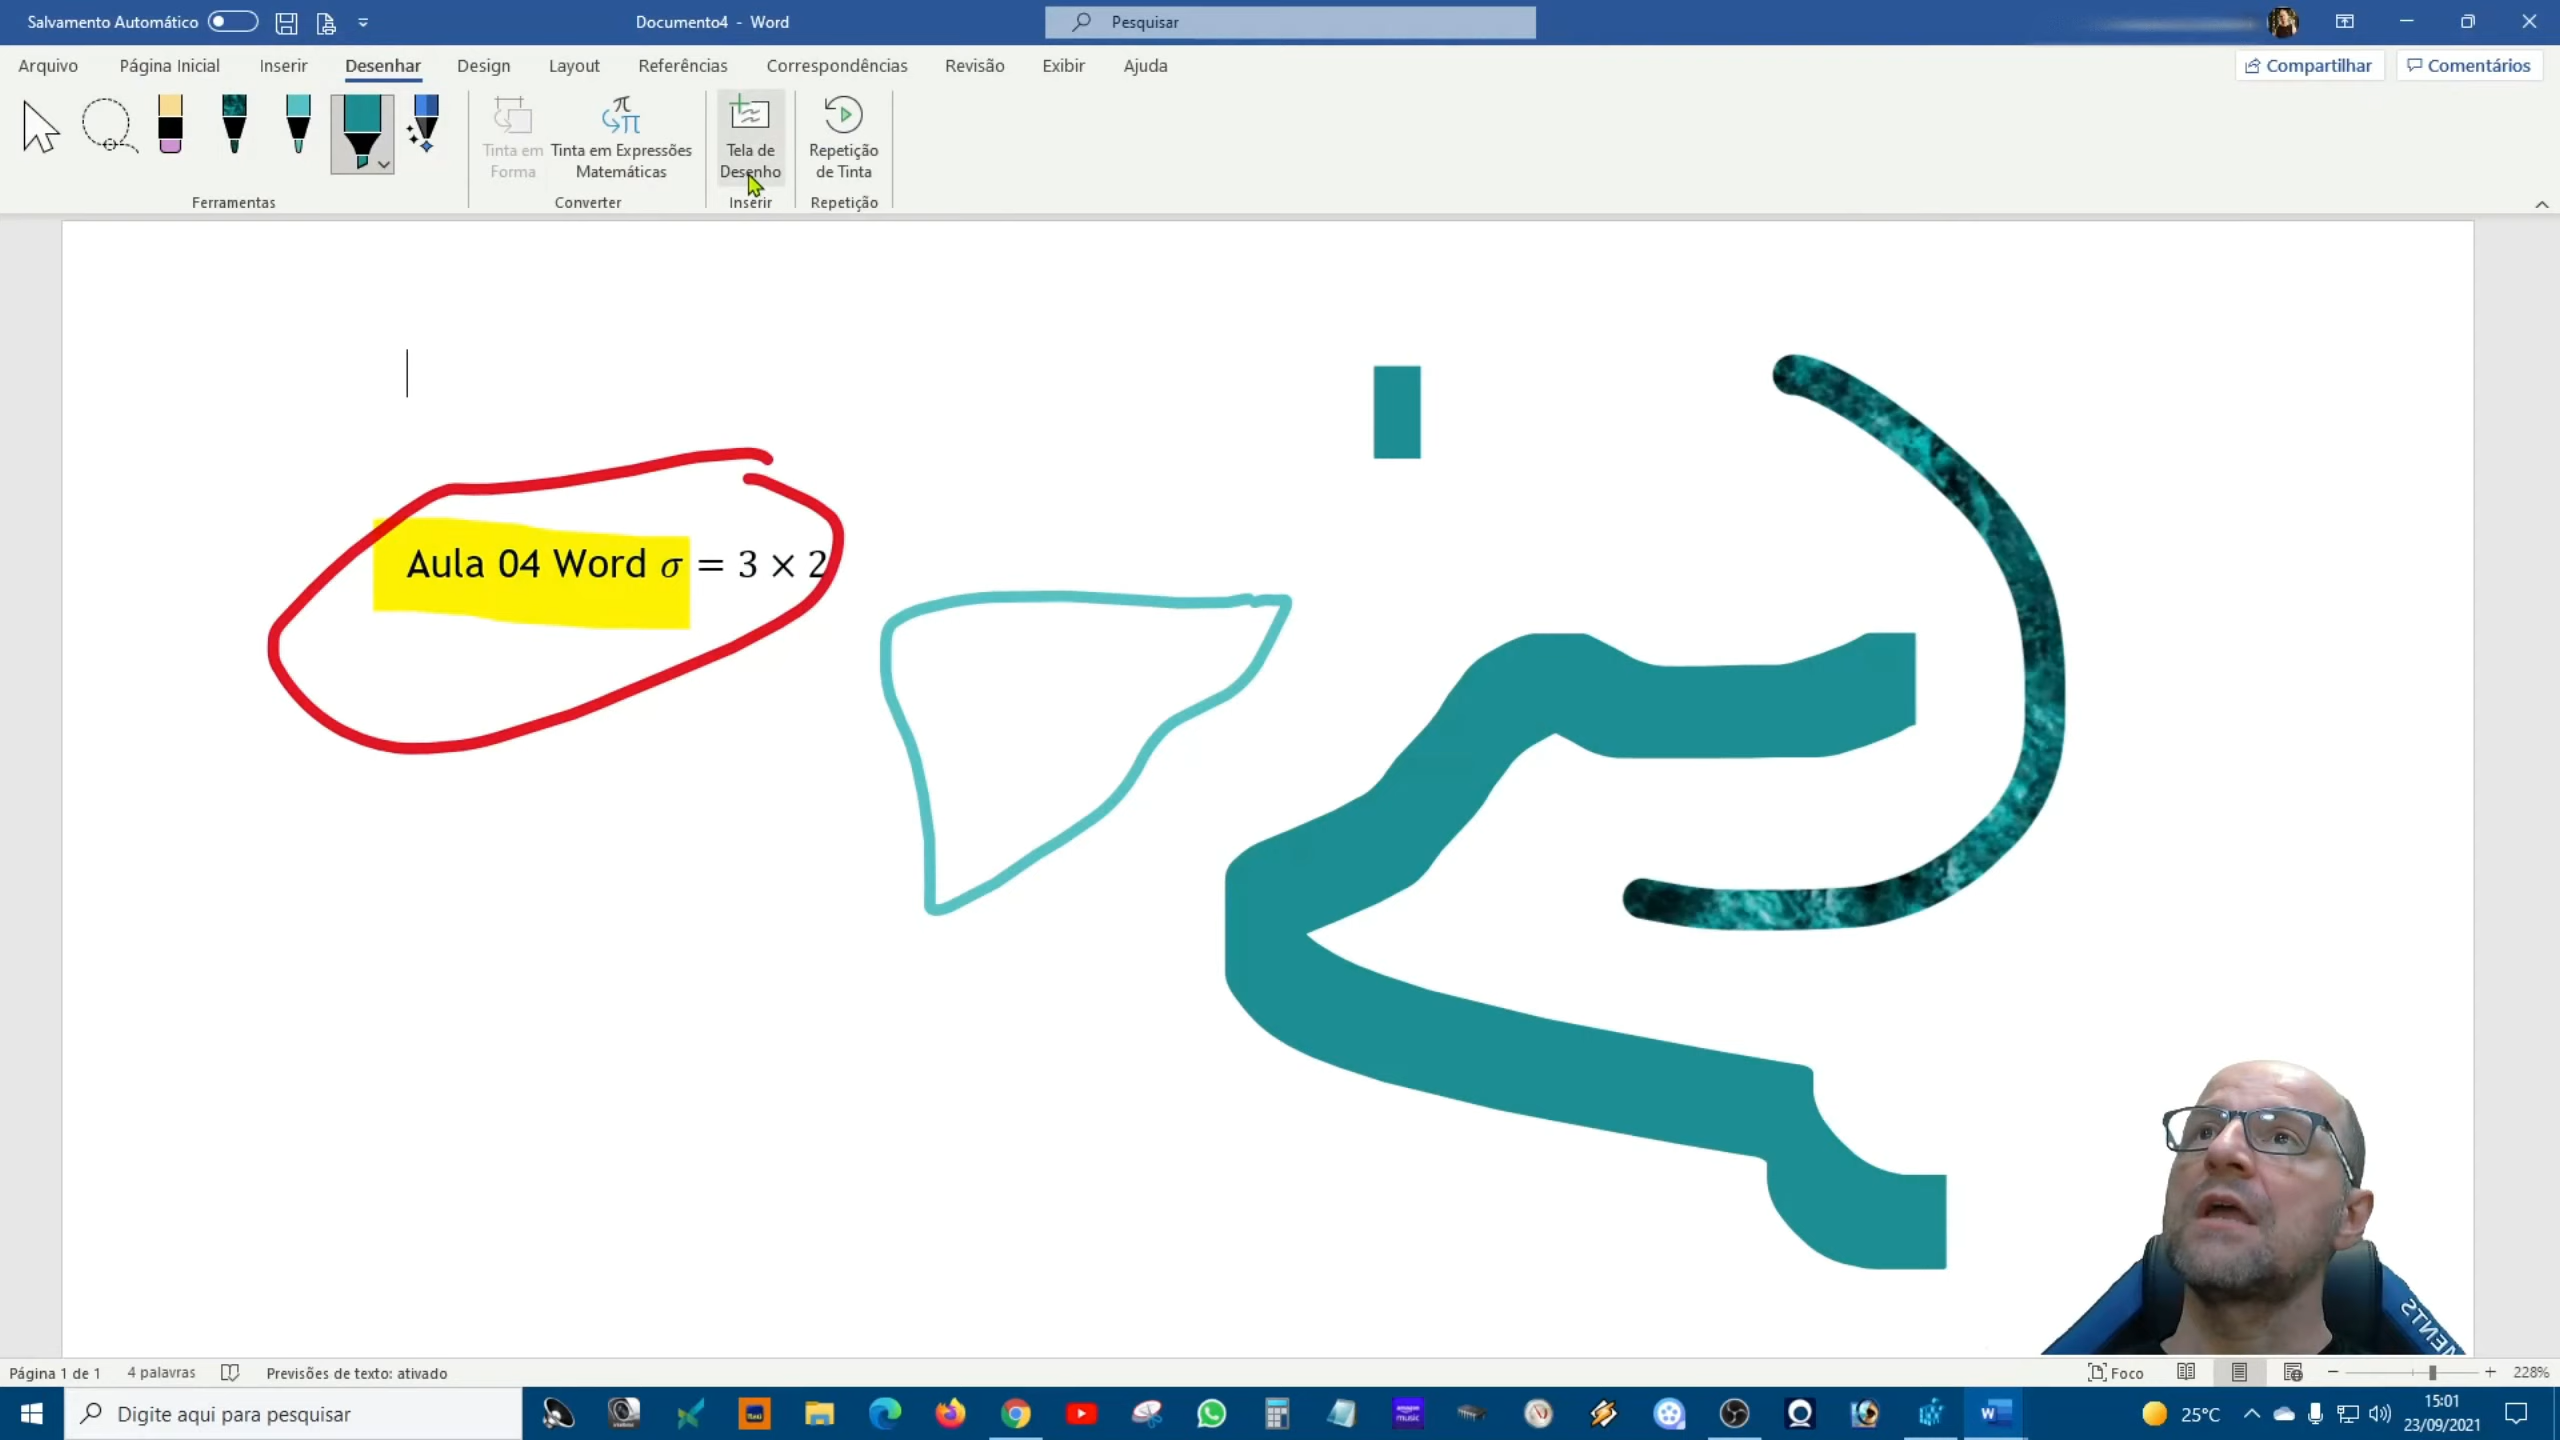 Salvamento Automático
Documento4 - Word
Pesquisar
Arquivo
Página Inicial
Inserir
Desenhar
Design
Layout
Referências
Correspondências
Revisão
Exibir
Ajuda
Compartilhar
Comentários
Tinta em
Forma
Tinta em Expressões
Matemáticas
Tela de
Desenho
Repetição
de Tinta
Ferramentas
Converter
Inserir
Repetição
Aula 04 Word σ = 3 × 2
Página 1 de 1
4 palavras
Previsões de texto: ativado
Foco
228%
Digite aqui para pesquisar
25°C
15:01
23/09/2021